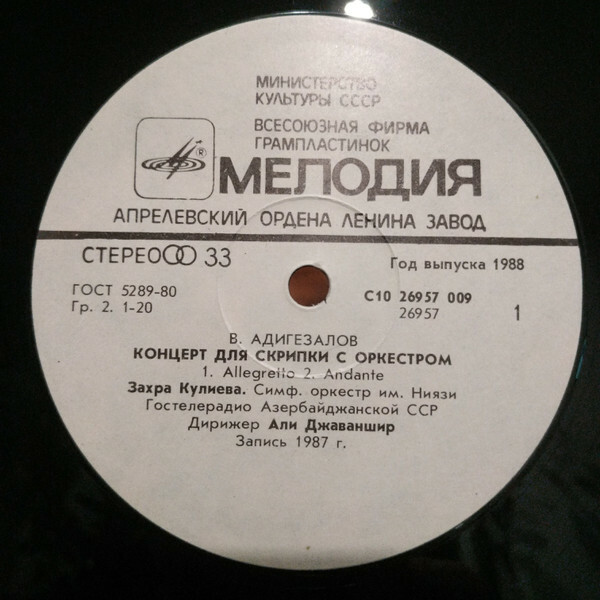 МИНИСТЕРСТВО
КУЛЬТУРЫ СССР
ВСЕСОЮЗНАЯ ФИРМА
ГРАМПЛАСТИНОК
МЕЛОДИЯ
АПРЕЛЕВСКИЙ ОРДЕНА ЛЕНИНА ЗАВОД
СТЕРЕО 33
Год выпуска 1988
ГОСТ 5289-80
Гр. 2. 1-20
С10 26957 009
26957
1
В. АДИГЕЗАЛОВ
КОНЦЕРТ ДЛЯ СКРИПКИ С ОРКЕСТРОМ
1. Allegretto 2. Andante
Захра Кулиева. Симф. оркестр им. Ниязи
Гостелерадио Азербайджанской ССР
Дирижер Али Джаваншир
Запись 1987 г.